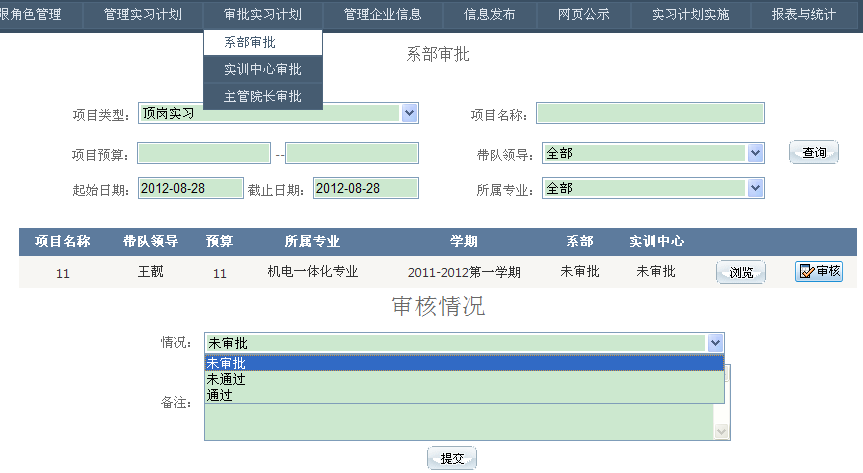 限角色管理 管理实习计划 审批实习计划 管理企业信息 信息发布 网页公示 实习计划实施 报表与统计
系部审批
实训中心审批
主管院长审批
系部审批
项目类型: 顶岗实习 项目名称:
项目预算: -- 带队领导: 全部 查询
起始日期: 2012-08-28 截止日期: 2012-08-28 所属专业: 全部
项目名称 带队领导 预算 所属专业 学期 系部 实训中心
11 王靓 11 机电一体化专业 2011-2012第一学期 未审批 未审批 浏览 审核
审核情况
情况: 未审批
未审批
未通过
通过
备注:
提交